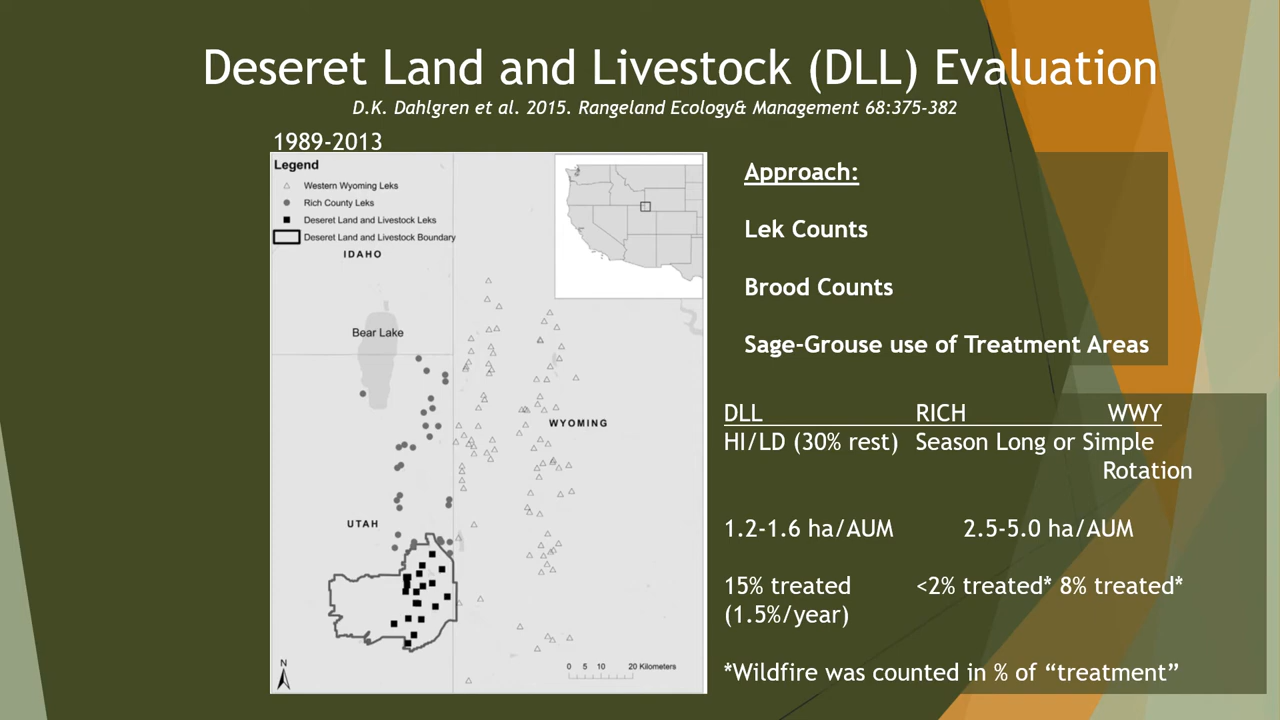 Deseret Land and Livestock (DLL) Evaluation
D.K. Dahlgren et al. 2015. Rangeland Ecology& Management 68:375-382
1989-2013
Legend
Western Wyoming Leks
Rich County Leks
Deseret Land and Livestock Leks
Deseret Land and Livestock Boundary
IDAHO
Bear Lake
WYOMING
UTAH
N
0 5 10 20 Kilometers
Approach:
Lek Counts
Brood Counts
Sage-Grouse use of Treatment Areas
DLL RICH WWY
HI/LD (30% rest) Season Long or Simple
Rotation
1.2-1.6 ha/AUM 2.5-5.0 ha/AUM
15% treated <2% treated* 8% treated*
(1.5%/year)
*Wildfire was counted in % of “treatment”